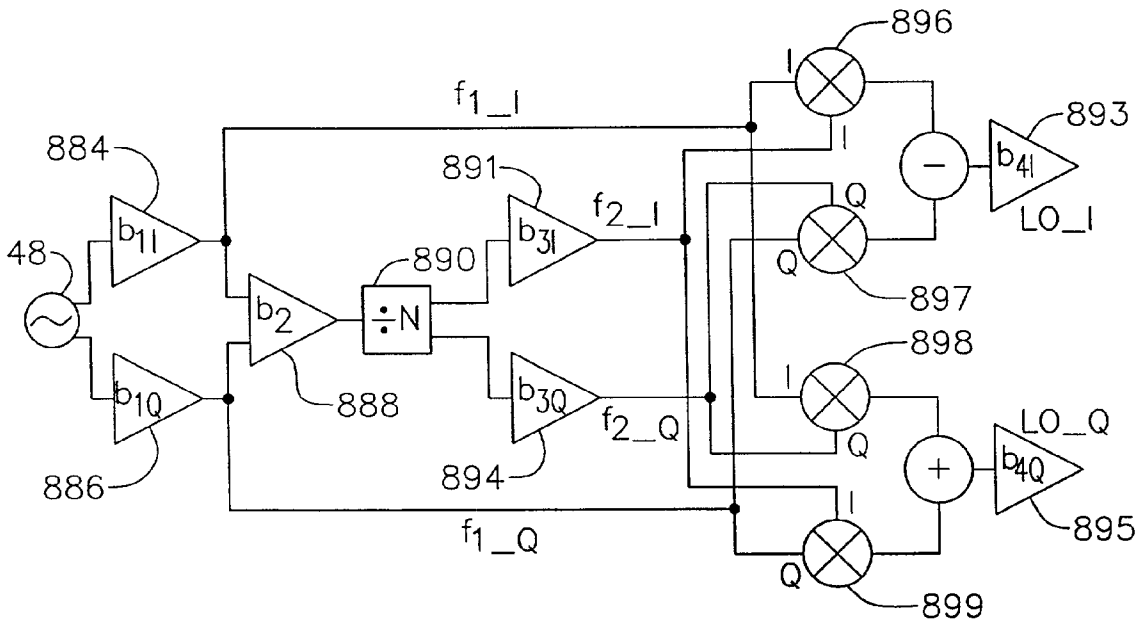 896
I
f1_I
I
893
b4I
LO_I
884
b1I
891
b3I
f2_I
Q
Q
897
48
890
÷N
b2
888
898
I
Q
b1Q
886
b3Q
f2_Q
894
LO_Q
b4Q
895
f1_Q
I
Q
899
−
+